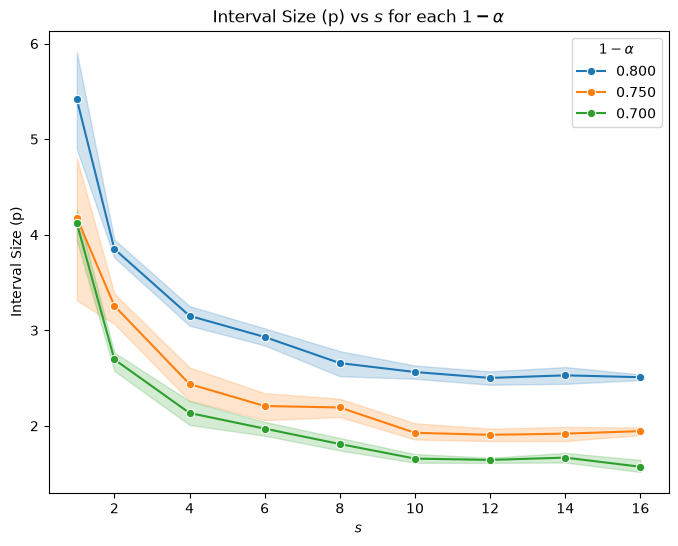 Interval Size (p) vs s for each 1 − α
6
5
4
3
2
Interval Size (p)
1 − α
0.800
0.750
0.700
2 4 6 8 10 12 14 16
s